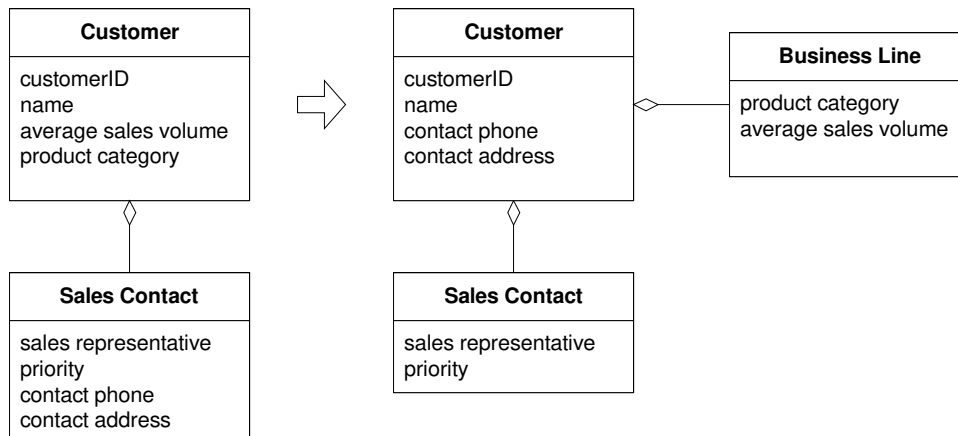 Customer
customerID
name
average sales volume
product category
Sales Contact
sales representative
priority
contact phone
contact address
Customer
customerID
name
contact phone
contact address
Business Line
product category
average sales volume
Sales Contact
sales representative
priority